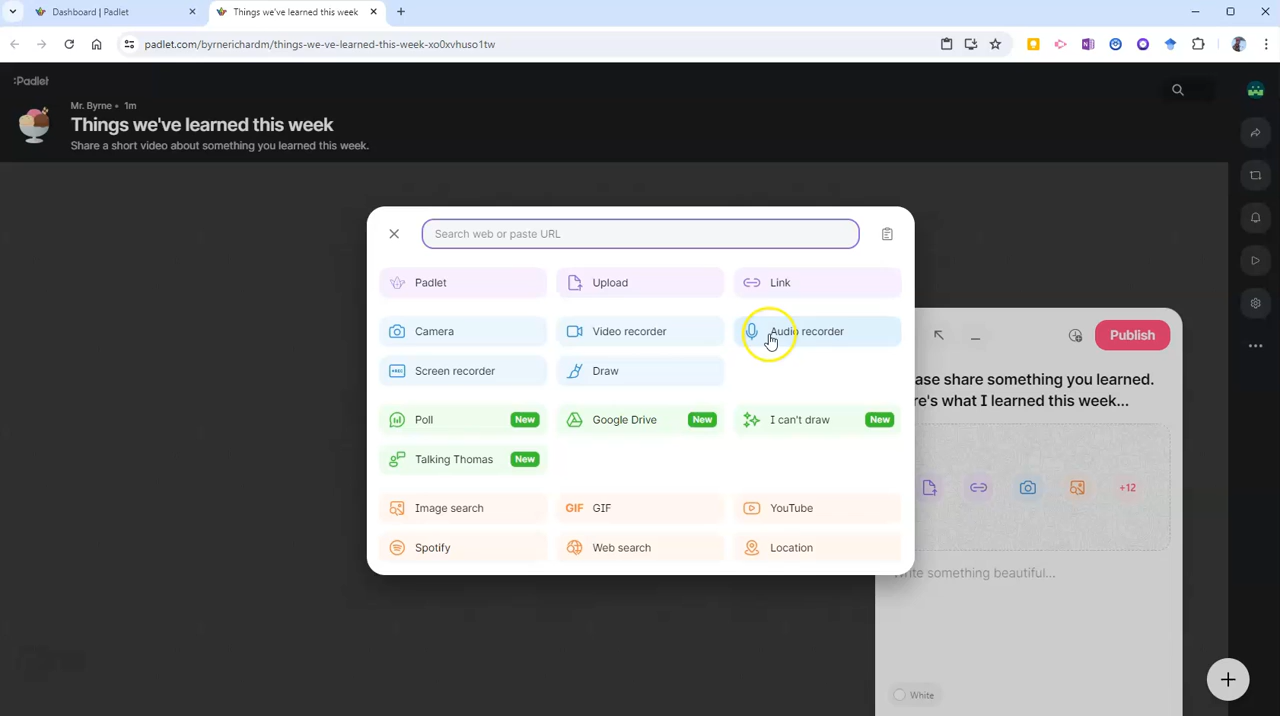 Dashboard | Padlet
Things we've learned this week
padlet.com/byrnerichardm/things-we-ve-learned-this-week-xo0xvhuso1tw
:Padlet
Mr. Byrne • 1m
Things we've learned this week
Share a short video about something you learned this week.
Search web or paste URL
Padlet
Upload
Link
Camera
Video recorder
Audio recorder
Screen recorder
Draw
Poll New
Google Drive New
I can't draw New
Talking Thomas New
Image search
GIF GIF
YouTube
Spotify
Web search
Location
Publish
ase share something you learned.
re's what I learned this week...
+12
Write something beautiful...
White